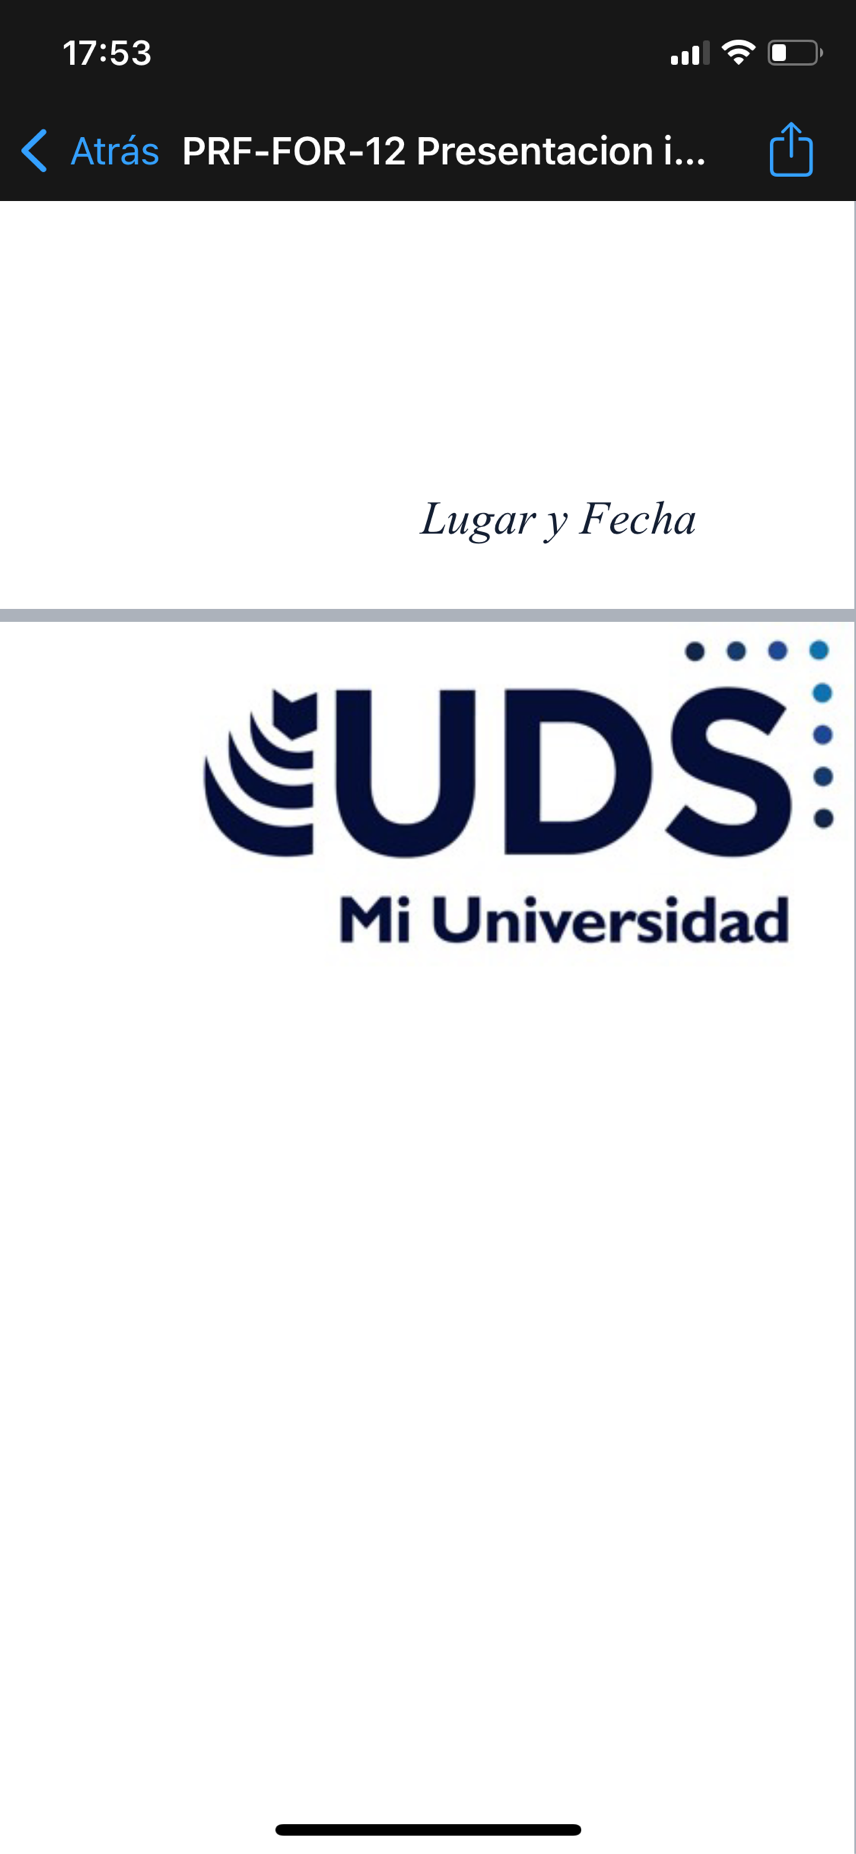 17:53
Atrás PRF-FOR-12 Presentacion i...
Lugar y Fecha
UDS
Mi Universidad